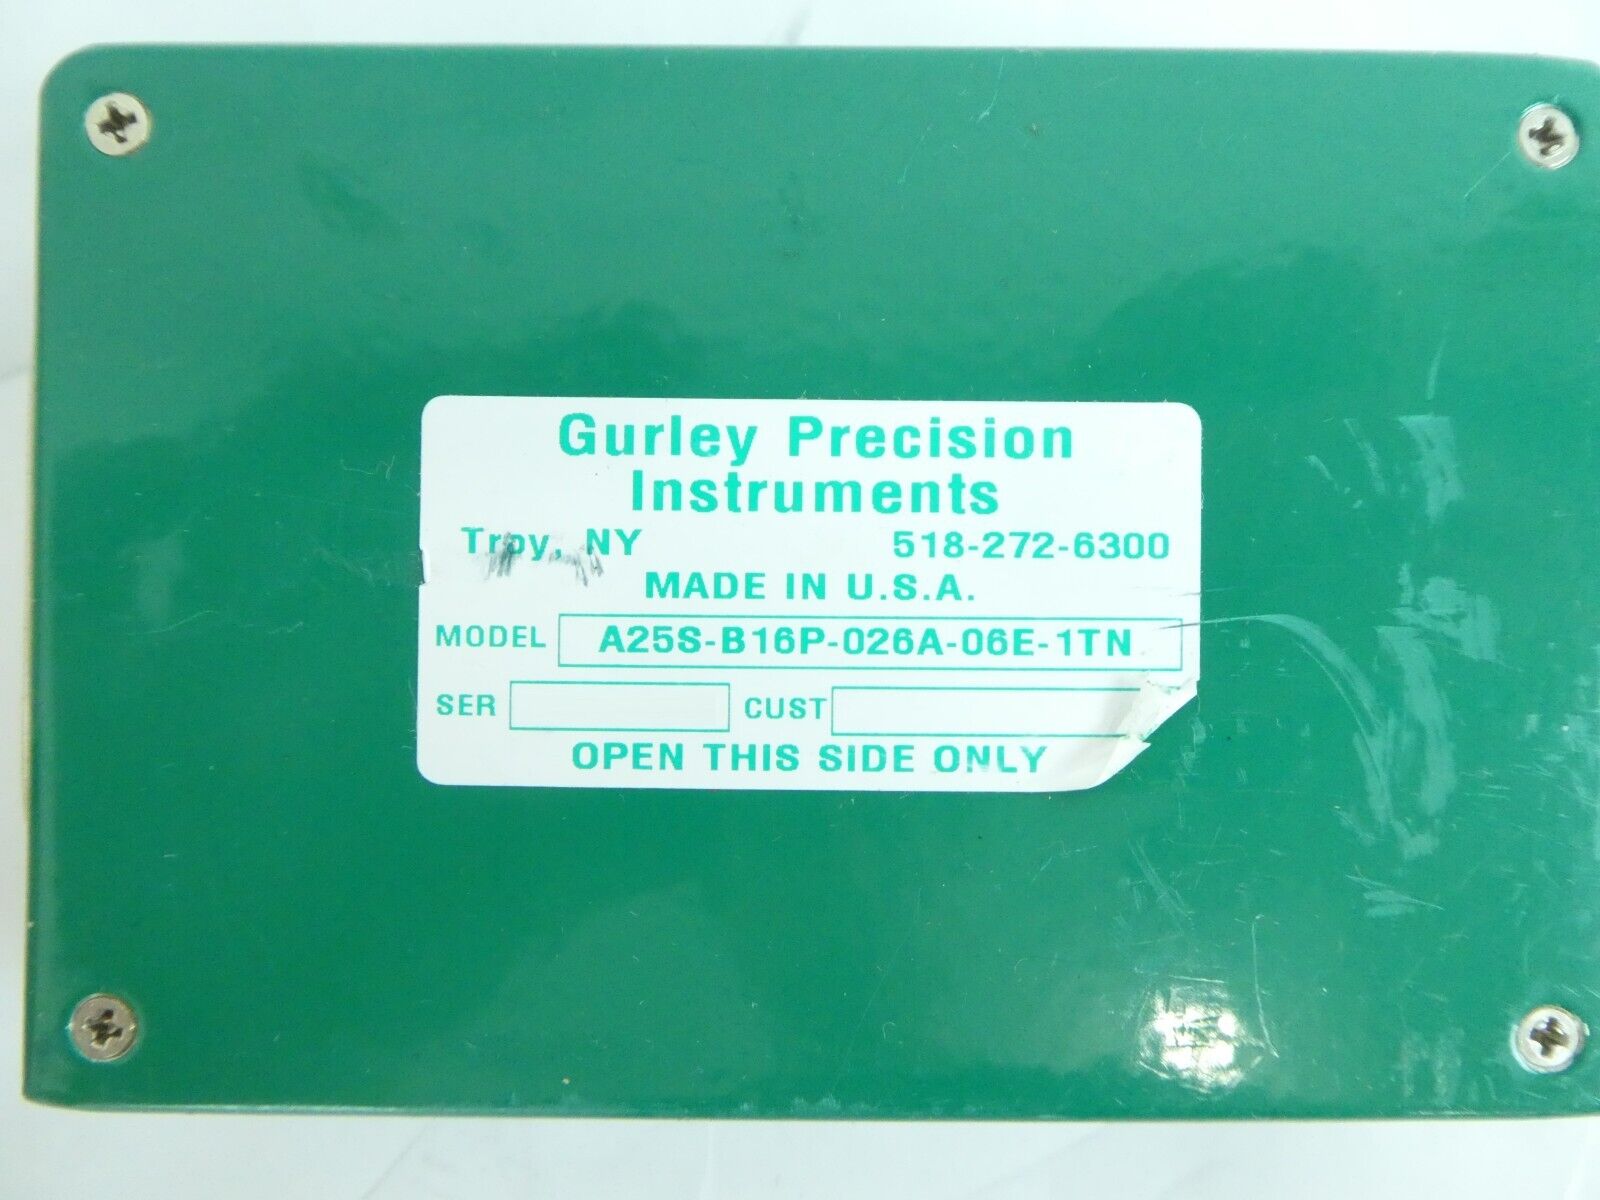 Gurley Precision
Instruments
Troy, NY 518-272-6300
MADE IN U.S.A.
MODEL A25S-B16P-026A-06E-1TN
SER CUST
OPEN THIS SIDE ONLY